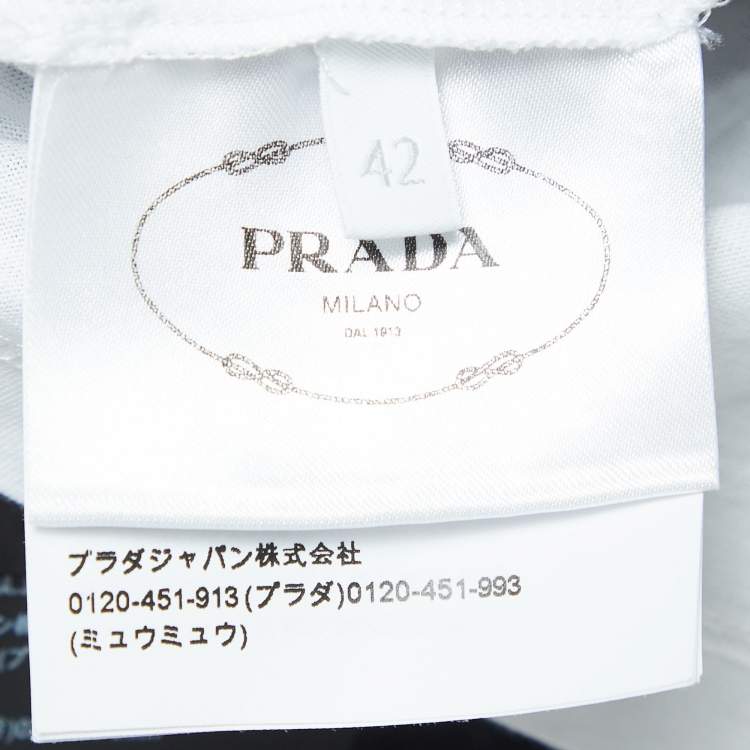 42
PRADA
MILANO
DAL 1913
プラダジャパン株式会社
0120-451-913(プラダ)0120-451-993
(ミュウミュウ)